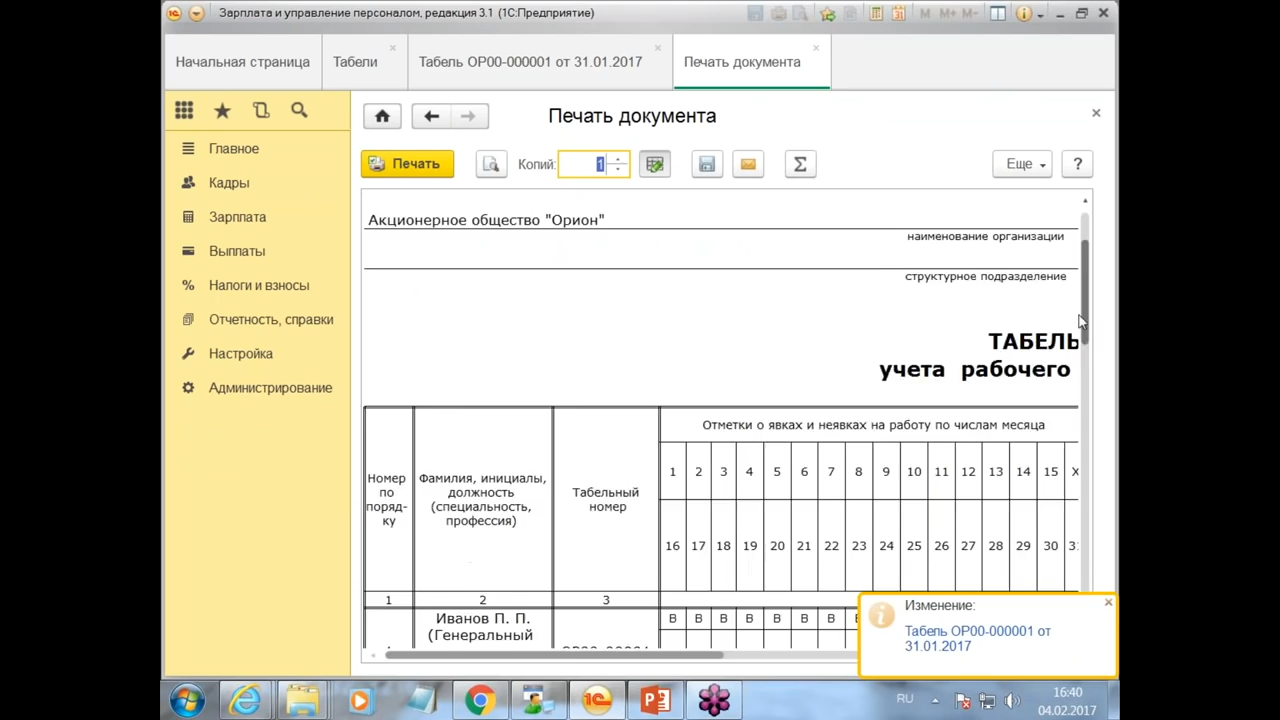 Зарплата и управление персоналом, редакция 3.1 (1С:Предприятие)
M M+ M-
Начальная страница
Табели
Табель ОР00-000001 от 31.01.2017
Печать документа
Главное
Кадры
Зарплата
Выплаты
Налоги и взносы
Отчетность, справки
Настройка
Администрирование
Печать документа
Печать
Копий: 1
Еще
?
Акционерное общество "Орион"
наименование организации
структурное подразделение
ТАБЕЛЬ
учета рабочего
Номер по поряд- ку
Фамилия, инициалы, должность (специальность, профессия)
Табельный номер
Отметки о явках и неявках на работу по числам месяца
1 2 3 4 5 6 7 8 9 10 11 12 13 14 15 X
16 17 18 19 20 21 22 23 24 25 26 27 28 29 30
1 2 3
Иванов П. П.
(Генеральный
В В В В В В В
Изменение:
Табель ОР00-000001 от
31.01.2017
RU
16:40
04.02.2017